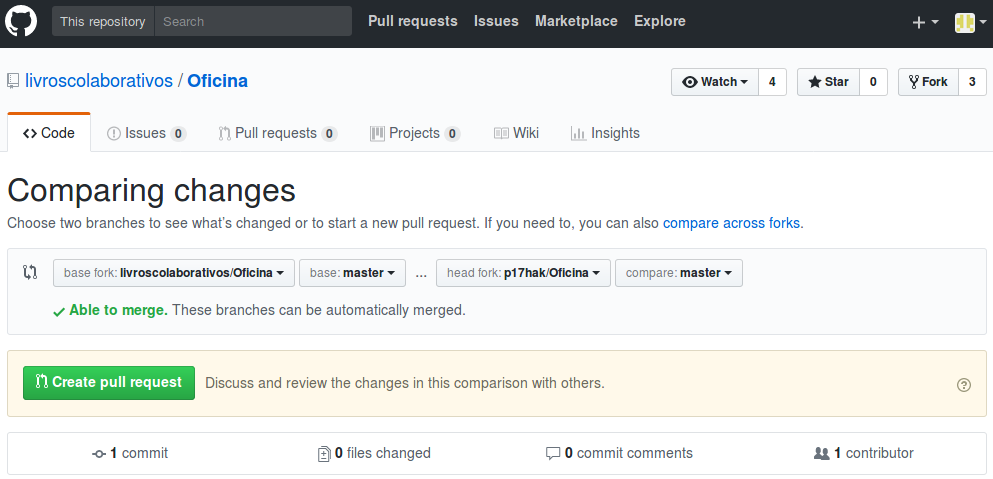 This repository Search Pull requests Issues Marketplace Explore
livroscolaborativos / Oficina Watch 4 Star 0 Fork 3
Code Issues 0 Pull requests 0 Projects 0 Wiki Insights
Comparing changes
Choose two branches to see what's changed or to start a new pull request. If you need to, you can also compare across forks.
base fork: livroscolaborativos/Oficina base: master ... head fork: p17hak/Oficina compare: master
Able to merge. These branches can be automatically merged.
Create pull request Discuss and review the changes in this comparison with others.
1 commit 0 files changed 0 commit comments 1 contributor